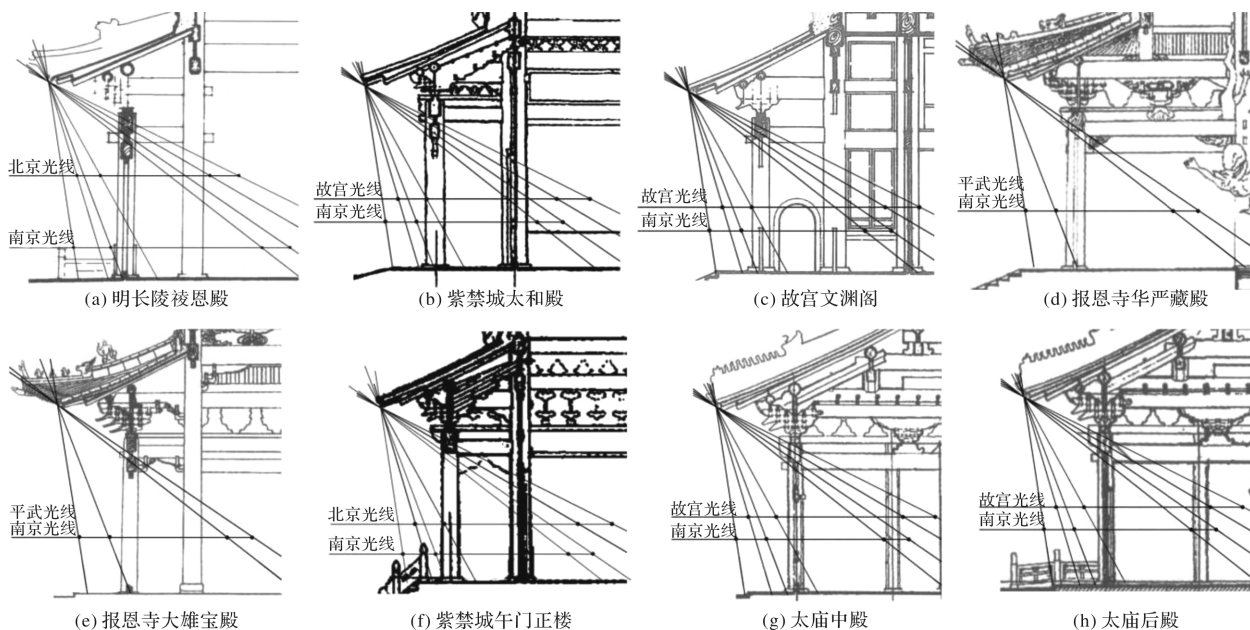 北京光线
南京光线
(a) 明长陵祾恩殿
故宫光线
南京光线
(b) 紫禁城太和殿
故宫光线
南京光线
(c) 故宫文渊阁
平武光线
南京光线
(d) 报恩寺华严藏殿
平武光线
南京光线
(e) 报恩寺大雄宝殿
北京光线
南京光线
(f) 紫禁城午门正楼
故宫光线
南京光线
(g) 太庙中殿
故宫光线
南京光线
(h) 太庙后殿